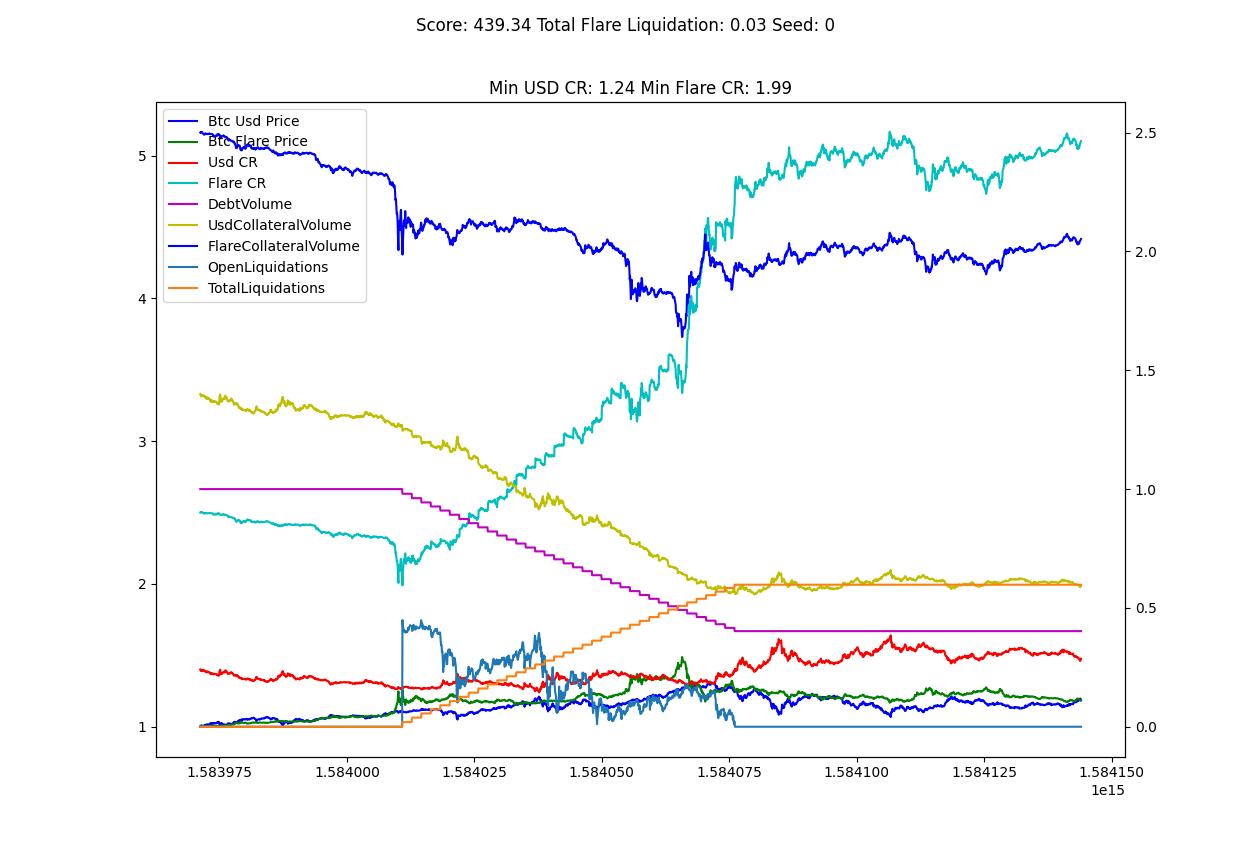 Score: 439.34 Total Flare Liquidation: 0.03 Seed: 0
Min USD CR: 1.24 Min Flare CR: 1.99
Btc Usd Price
Btc Flare Price
Usd CR
Flare CR
DebtVolume
UsdCollateralVolume
FlareCollateralVolume
OpenLiquidations
TotalLiquidations
5
4
3
2
1
2.5
2.0
1.5
1.0
0.5
0.0
1.583975 1.584000 1.584025 1.584050 1.584075 1.584100 1.584125 1.584150
1e15